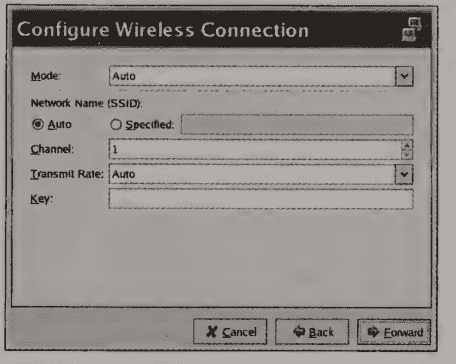 Configure Wireless Connection
Mode: Auto
Network Name (SSID):
Auto Specified:
Channel: 1
Transmit Rate: Auto
Key:
Cancel Back Forward